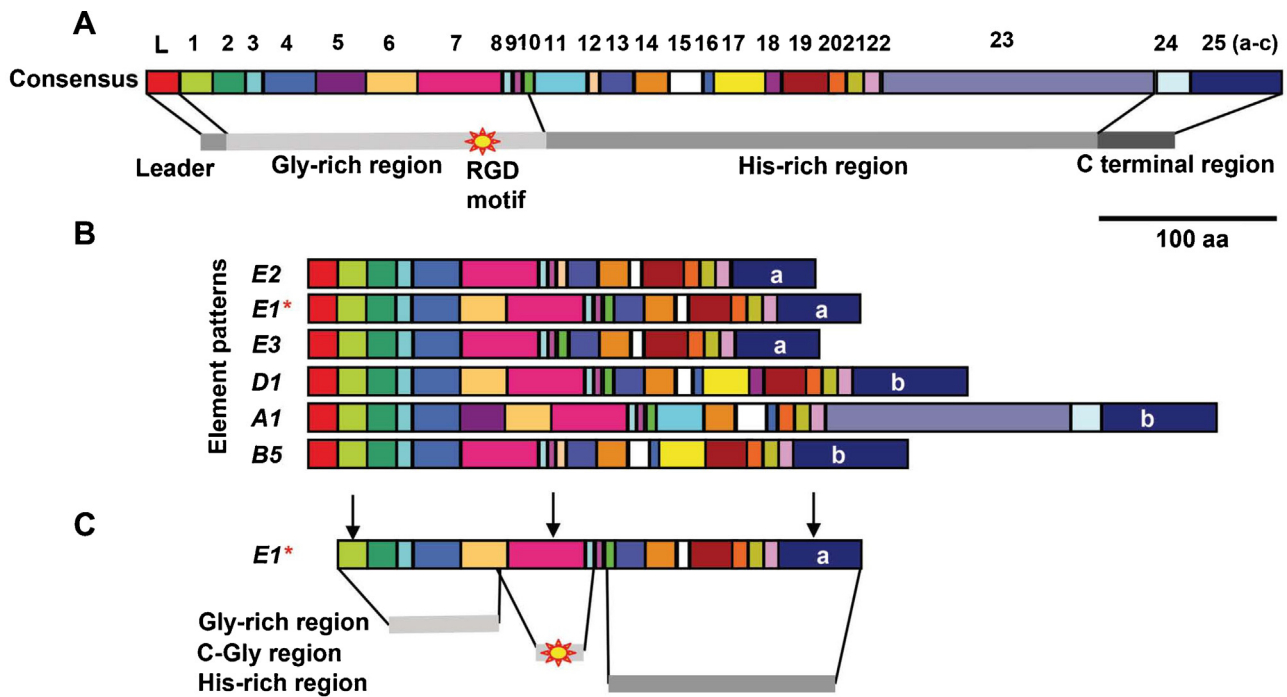 A
L 1 2 3 4 5 6 7 8 9 10 11 12 13 14 15 16 17 18 19 20 21 22 23 24 25 (a-c)
Consensus
Leader Gly-rich region RGD motif His-rich region C terminal region
100 aa
B
Element patterns
E2 a
E1* a
E3 a
D1 b
A1 b
B5 b
C
E1* a
Gly-rich region
C-Gly region
His-rich region